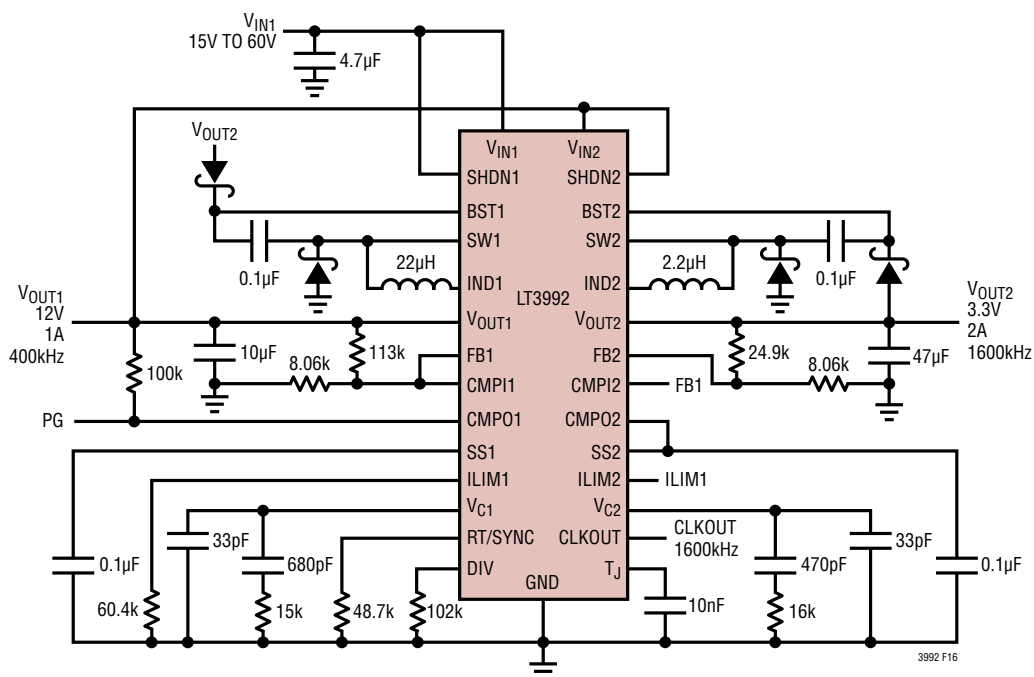 VIN1
15V TO 60V
4.7µF
VOUT2
VIN1
VIN2
SHDN1
SHDN2
BST1
BST2
SW1
SW2
0.1µF
22µH
IND1
IND2
2.2µH
0.1µF
LT3992
VOUT1
12V
1A
400kHz
VOUT1
VOUT2
VOUT2
3.3V
2A
1600kHz
10µF
113k
8.06k
100k
FB1
FB2
24.9k
8.06k
47µF
CMPI1
CMPI2
FB1
PG
CMPO1
CMPO2
SS1
SS2
ILIM1
ILIM2
ILIM1
VC1
VC2
RT/SYNC
CLKOUT
CLKOUT
1600kHz
DIV
TJ
GND
0.1µF
33pF
680pF
470pF
33pF
0.1µF
60.4k
15k
48.7k
102k
10nF
16k
3992 F16